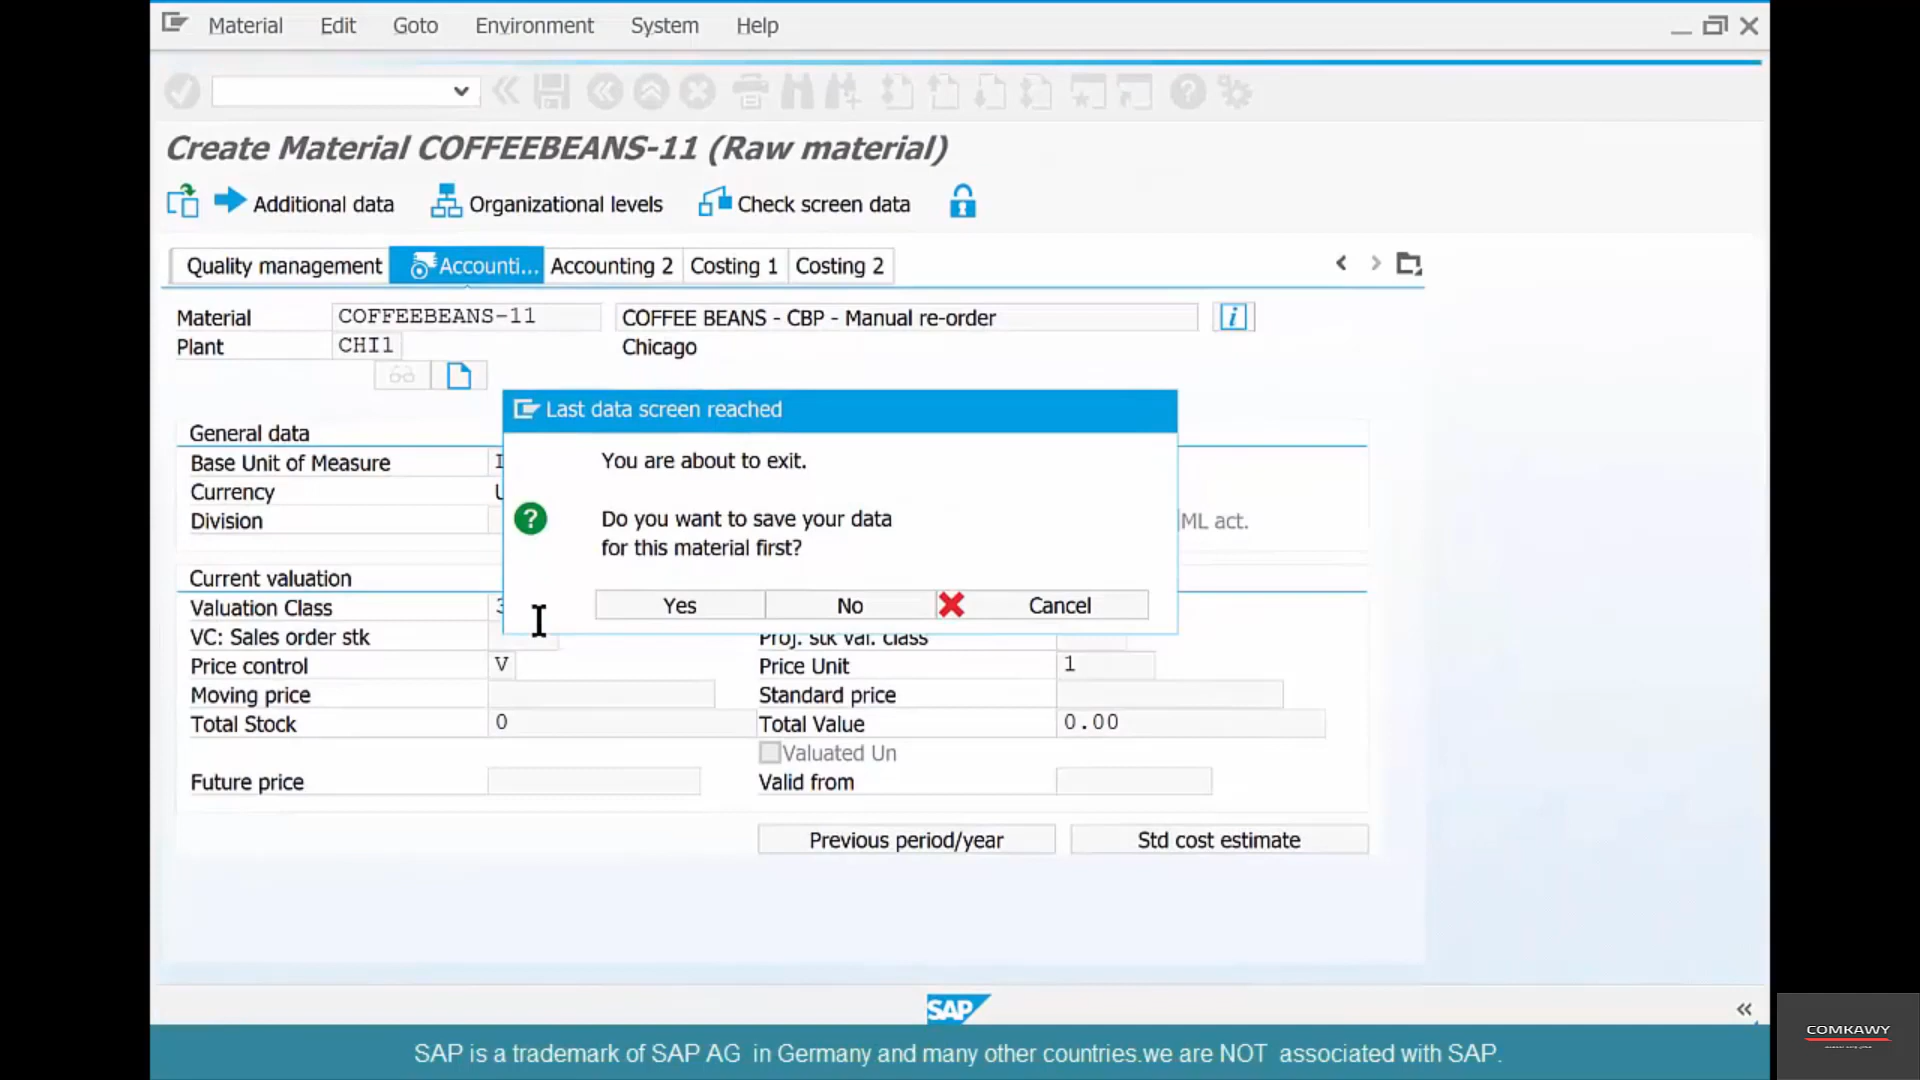 Material Edit Goto Environment System Help
Create Material COFFEEBEANS-11 (Raw material)
Additional data Organizational levels Check screen data
Quality management Accounti... Accounting 2 Costing 1 Costing 2
Material COFFEEBEANS-11 COFFEE BEANS - CBP - Manual re-order
Plant CHI1 Chicago
Last data screen reached
You are about to exit.
Do you want to save your data
for this material first?
Yes No Cancel
General data
Base Unit of Measure
Currency
Division ML act.
Current valuation
Valuation Class
VC: Sales order stk Proj. stk val. class
Price control V Price Unit 1
Moving price Standard price
Total Stock 0 Total Value 0.00
Valuated Un
Future price Valid from
Previous period/year Std cost estimate
SAP
SAP is a trademark of SAP AG in Germany and many other countries.we are NOT associated with SAP.
COMKAWY